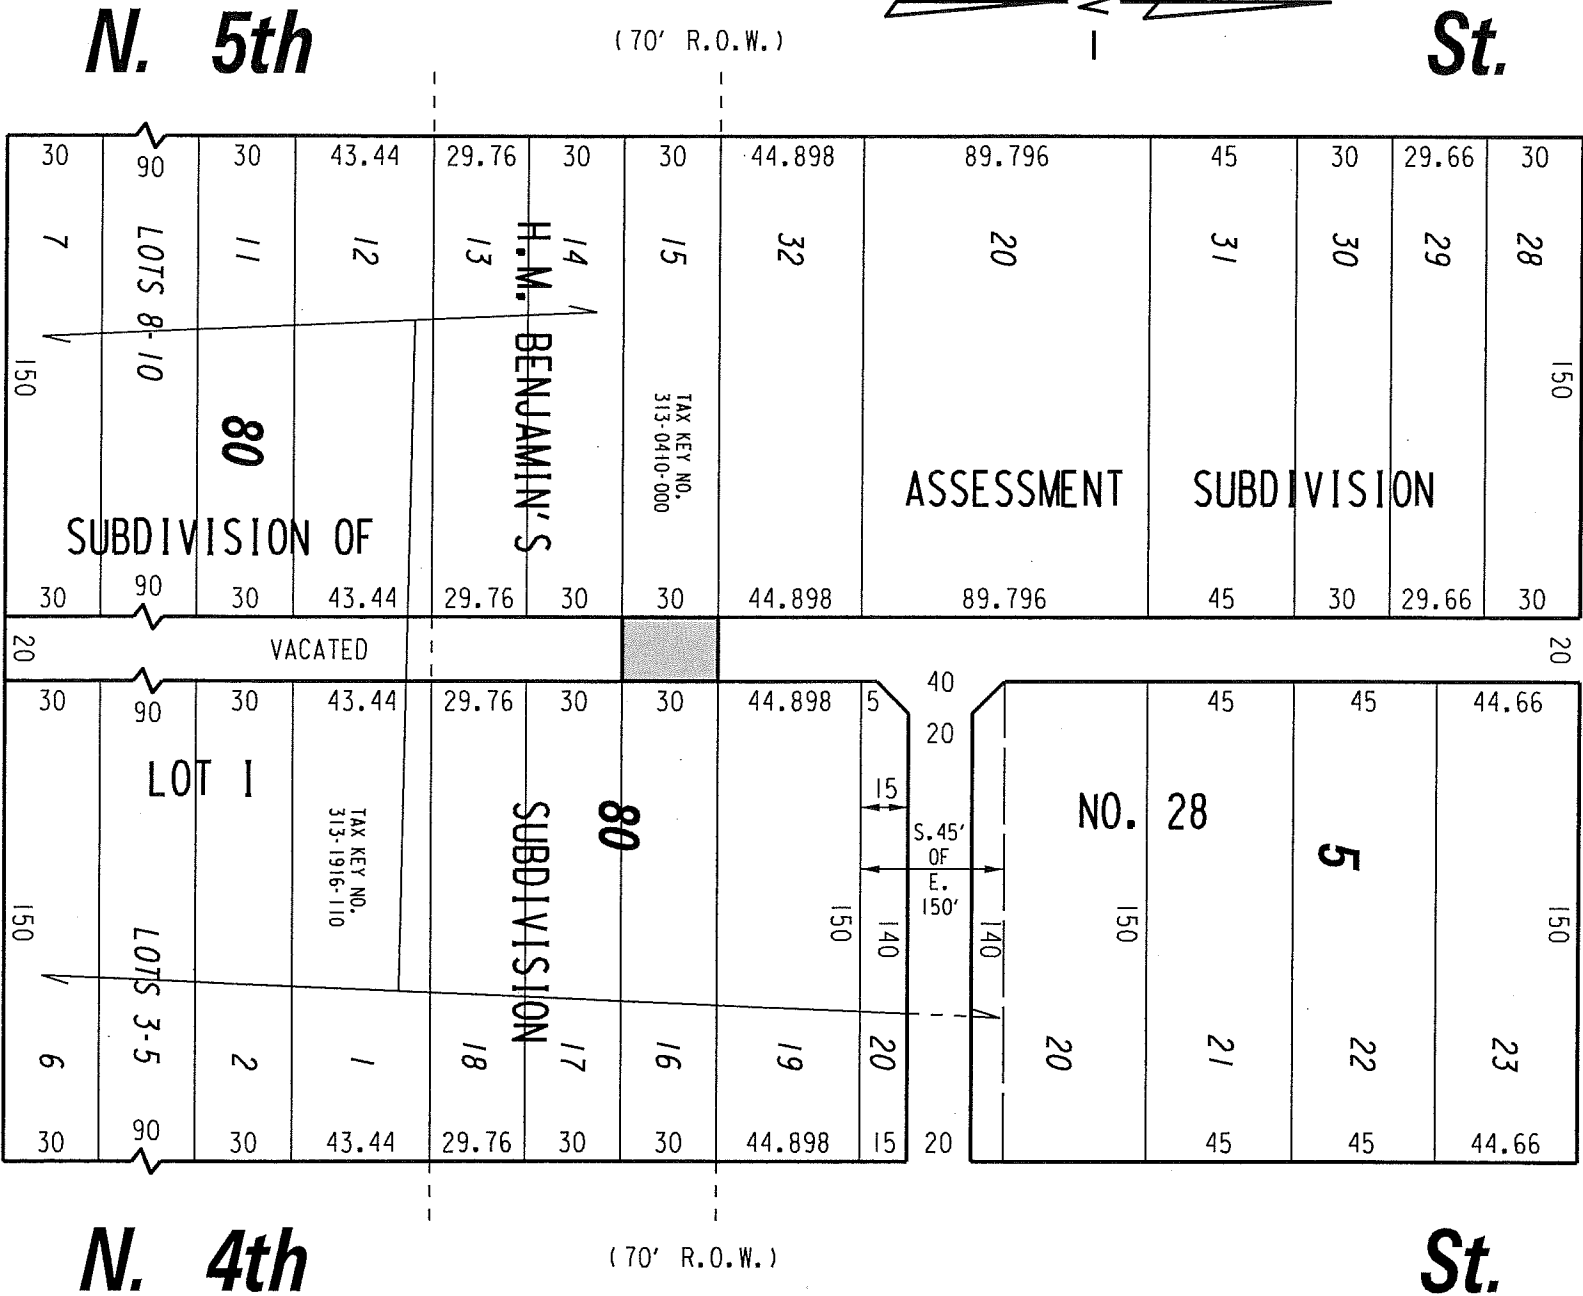 N. 5th (70' R.O.W.) St.
30 90 30 43.44 29.76 30 30 44.898 89.796 45 30 29.66 30
7 LOTS 8-10 11 12 13 14 15 32 20 31 30 29 28
150 150
80
H.M. BENJAMIN'S
TAX KEY NO.
313-0410-000
ASSESSMENT SUBDIVISION
SUBDIVISION OF
30 90 30 43.44 29.76 30 30 44.898 89.796 45 30 29.66 30
20 VACATED 20
30 90 30 43.44 29.76 30 30 44.898 5 40 45 45 44.66
20
LOT 1
15
TAX KEY NO.
313-1916-110
SUBDIVISION
80
S.45'
OF
E.
150'
NO. 28
5
150 150 140 140 150 150
6 LOTS 3-5 2 1 18 17 16 19 20 20 21 22 23
30 90 30 43.44 29.76 30 30 44.898 15 20 45 45 44.66
N. 4th (70' R.O.W.) St.